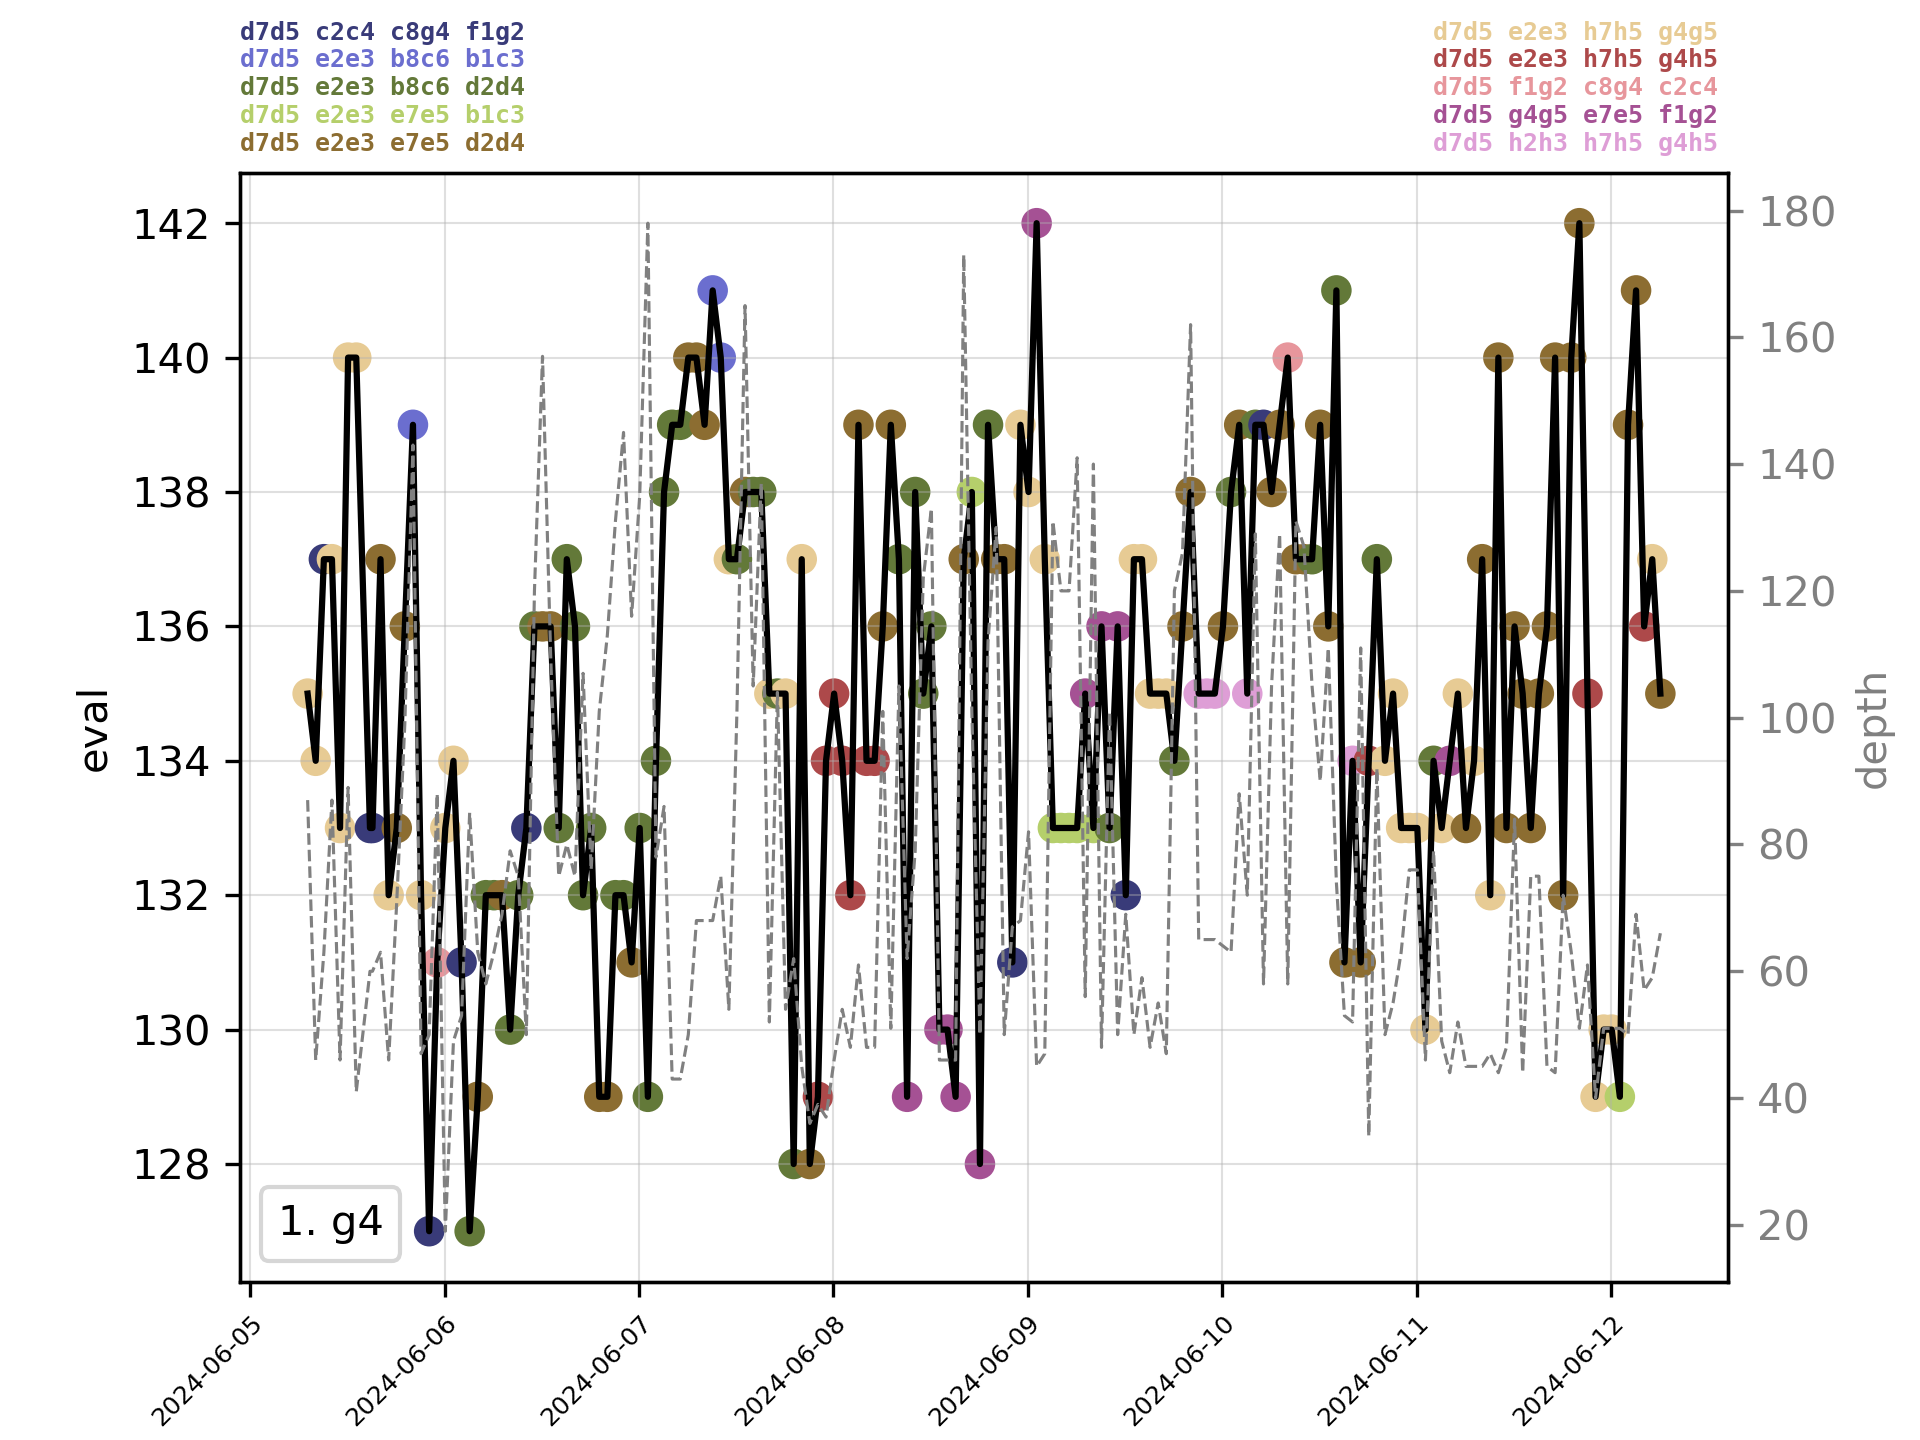 d7d5 c2c4 c8g4 f1g2
d7d5 e2e3 b8c6 b1c3
d7d5 e2e3 b8c6 d2d4
d7d5 e2e3 e7e5 b1c3
d7d5 e2e3 e7e5 d2d4
d7d5 e2e3 h7h5 g4g5
d7d5 e2e3 h7h5 g4h5
d7d5 f1g2 c8g4 c2c4
d7d5 g4g5 e7e5 f1g2
d7d5 h2h3 h7h5 g4h5
eval
142
140
138
136
134
132
130
128
180
160
140
120
100
80
60
40
20
depth
1. g4
2024-06-05
2024-06-06
2024-06-07
2024-06-08
2024-06-09
2024-06-10
2024-06-11
2024-06-12